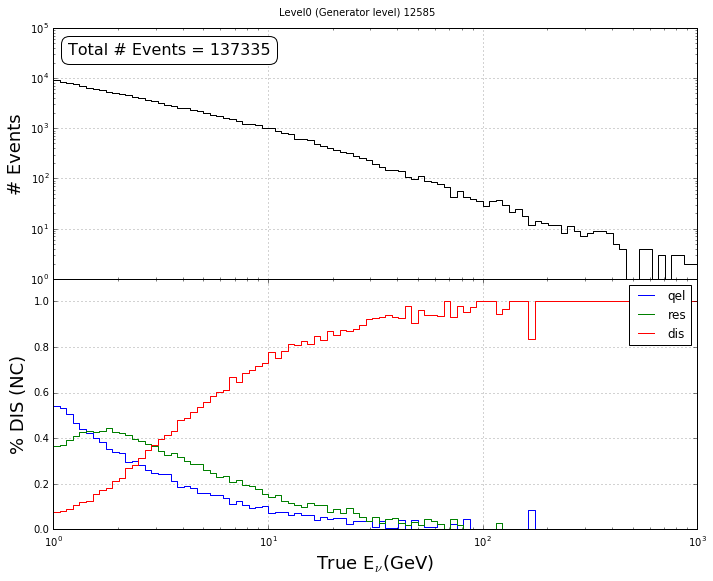 Level0 (Generator level) 12585
Total # Events = 137335
# Events
10^5
10^4
10^3
10^2
10^1
10^0
% DIS (NC)
1.0
0.8
0.6
0.4
0.2
0.0
qel
res
dis
10^0
10^1
10^2
10^3
True E_ν(GeV)